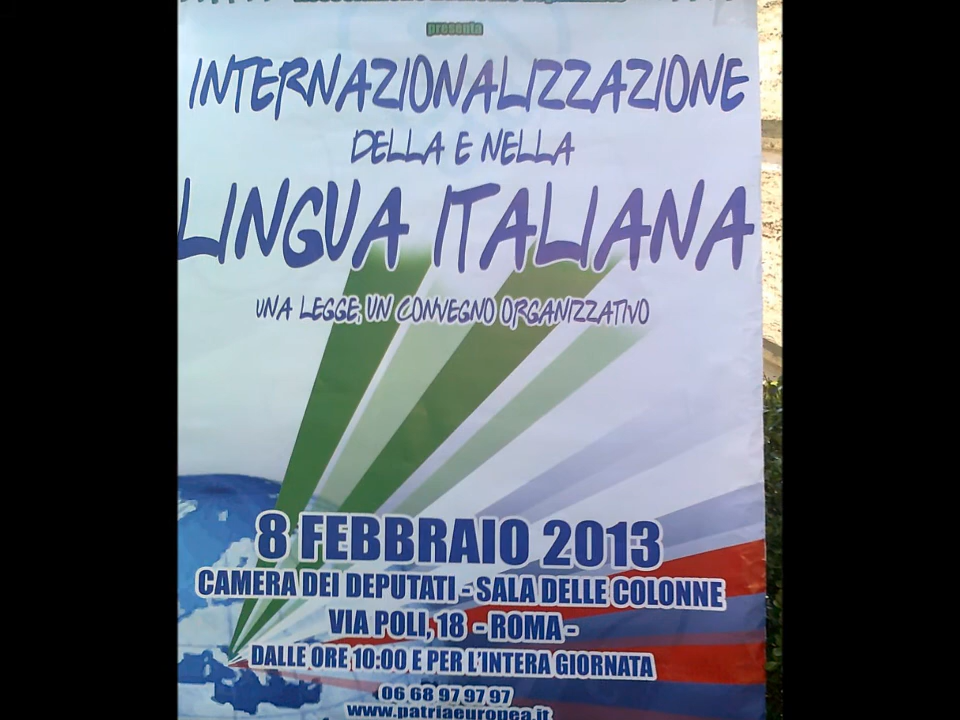 presenta
INTERNAZIONALIZZAZIONE
DELLA E NELLA
LINGUA ITALIANA
UNA LEGGE, UN CONVEGNO ORGANIZZATIVO
8 FEBBRAIO 2013
CAMERA DEI DEPUTATI - SALA DELLE COLONNE
VIA POLI, 18 - ROMA -
DALLE ORE 10:00 E PER L'INTERA GIORNATA
06 68 97 97 97
www.patriaeuropea.it